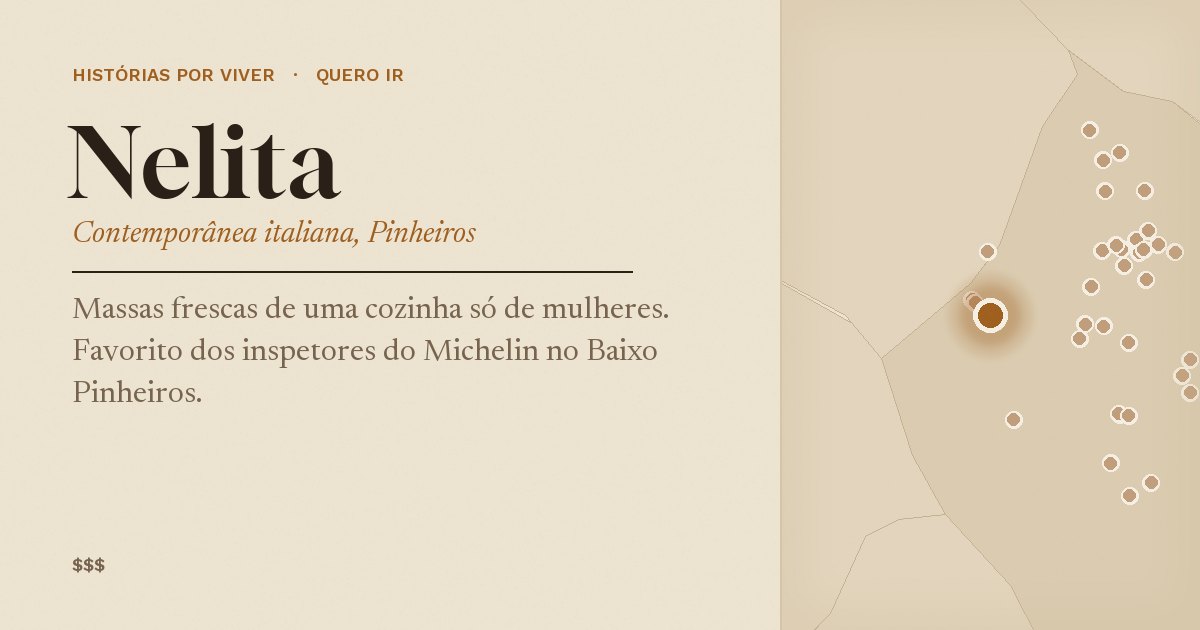 HISTÓRIAS POR VIVER · QUERO IR
Nelita
Contemporânea italiana, Pinheiros
Massas frescas de uma cozinha só de mulheres.
Favorito dos inspetores do Michelin no Baixo
Pinheiros.
$$$